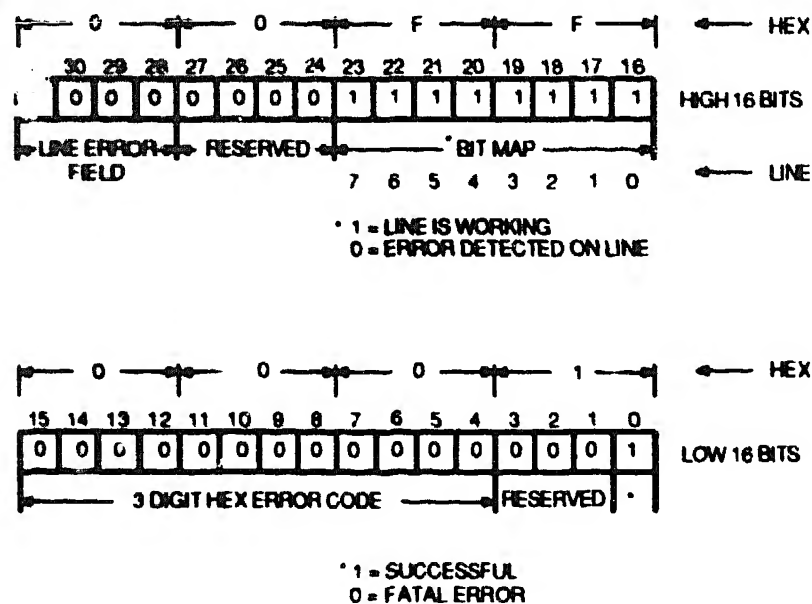 0 0 F F HEX
30 29 28 27 26 25 24 23 22 21 20 19 18 17 16
0 0 0 0 0 0 0 1 1 1 1 1 1 1 1 HIGH 16 BITS
LINE ERROR FIELD RESERVED * BIT MAP
7 6 5 4 3 2 1 0 LINE
* 1 = LINE IS WORKING
0 = ERROR DETECTED ON LINE
0 0 0 1 HEX
15 14 13 12 11 10 9 8 7 6 5 4 3 2 1 0
0 0 0 0 0 0 0 0 0 0 0 0 0 0 0 1 LOW 16 BITS
3 DIGIT HEX ERROR CODE RESERVED *
* 1 = SUCCESSFUL
0 = FATAL ERROR